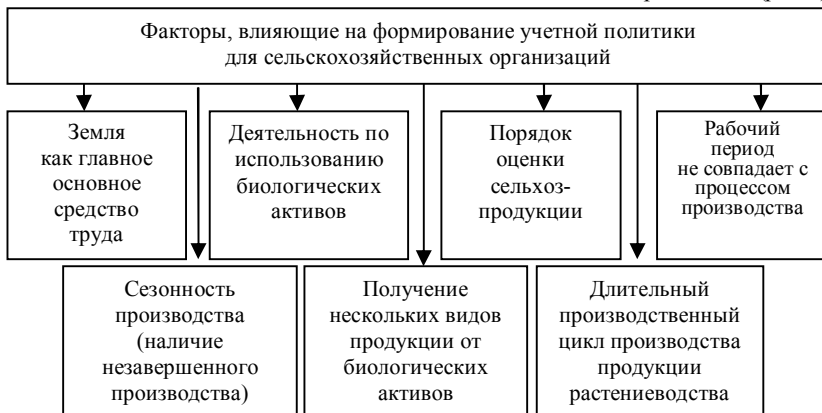 Факторы, влияющие на формирование учетной политики
для сельскохозяйственных организаций
Земля
как главное
основное
средство
труда
Деятельность по
использованию
биологических
активов
Порядок
оценки
сельхоз-
продукции
Рабочий
период
не совпадает с
процессом
производства
Сезонность
производства
(наличие
незавершенного
производства)
Получение
нескольких видов
продукции от
биологических
активов
Длительный
производственный
цикл производства
продукции
растениеводства